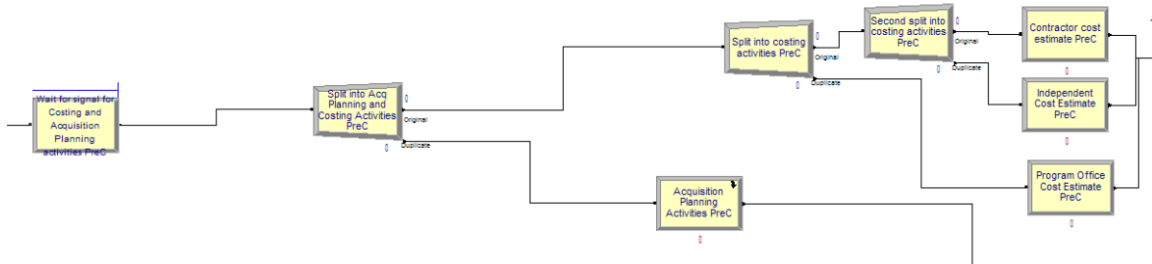 Wait for signal for
Costing and
Acquisition
Planning
activities PreC
Split into Acq
Planning and
Costing Activities
PreC
Original
Duplicate
Split into costing
activities PreC
Original
Duplicate
Second split into
costing activities
PreC
Original
Duplicate
Contractor cost
estimate PreC
Independent
Cost Estimate
PreC
Program Office
Cost Estimate
PreC
Acquisition
Planning
Activities PreC